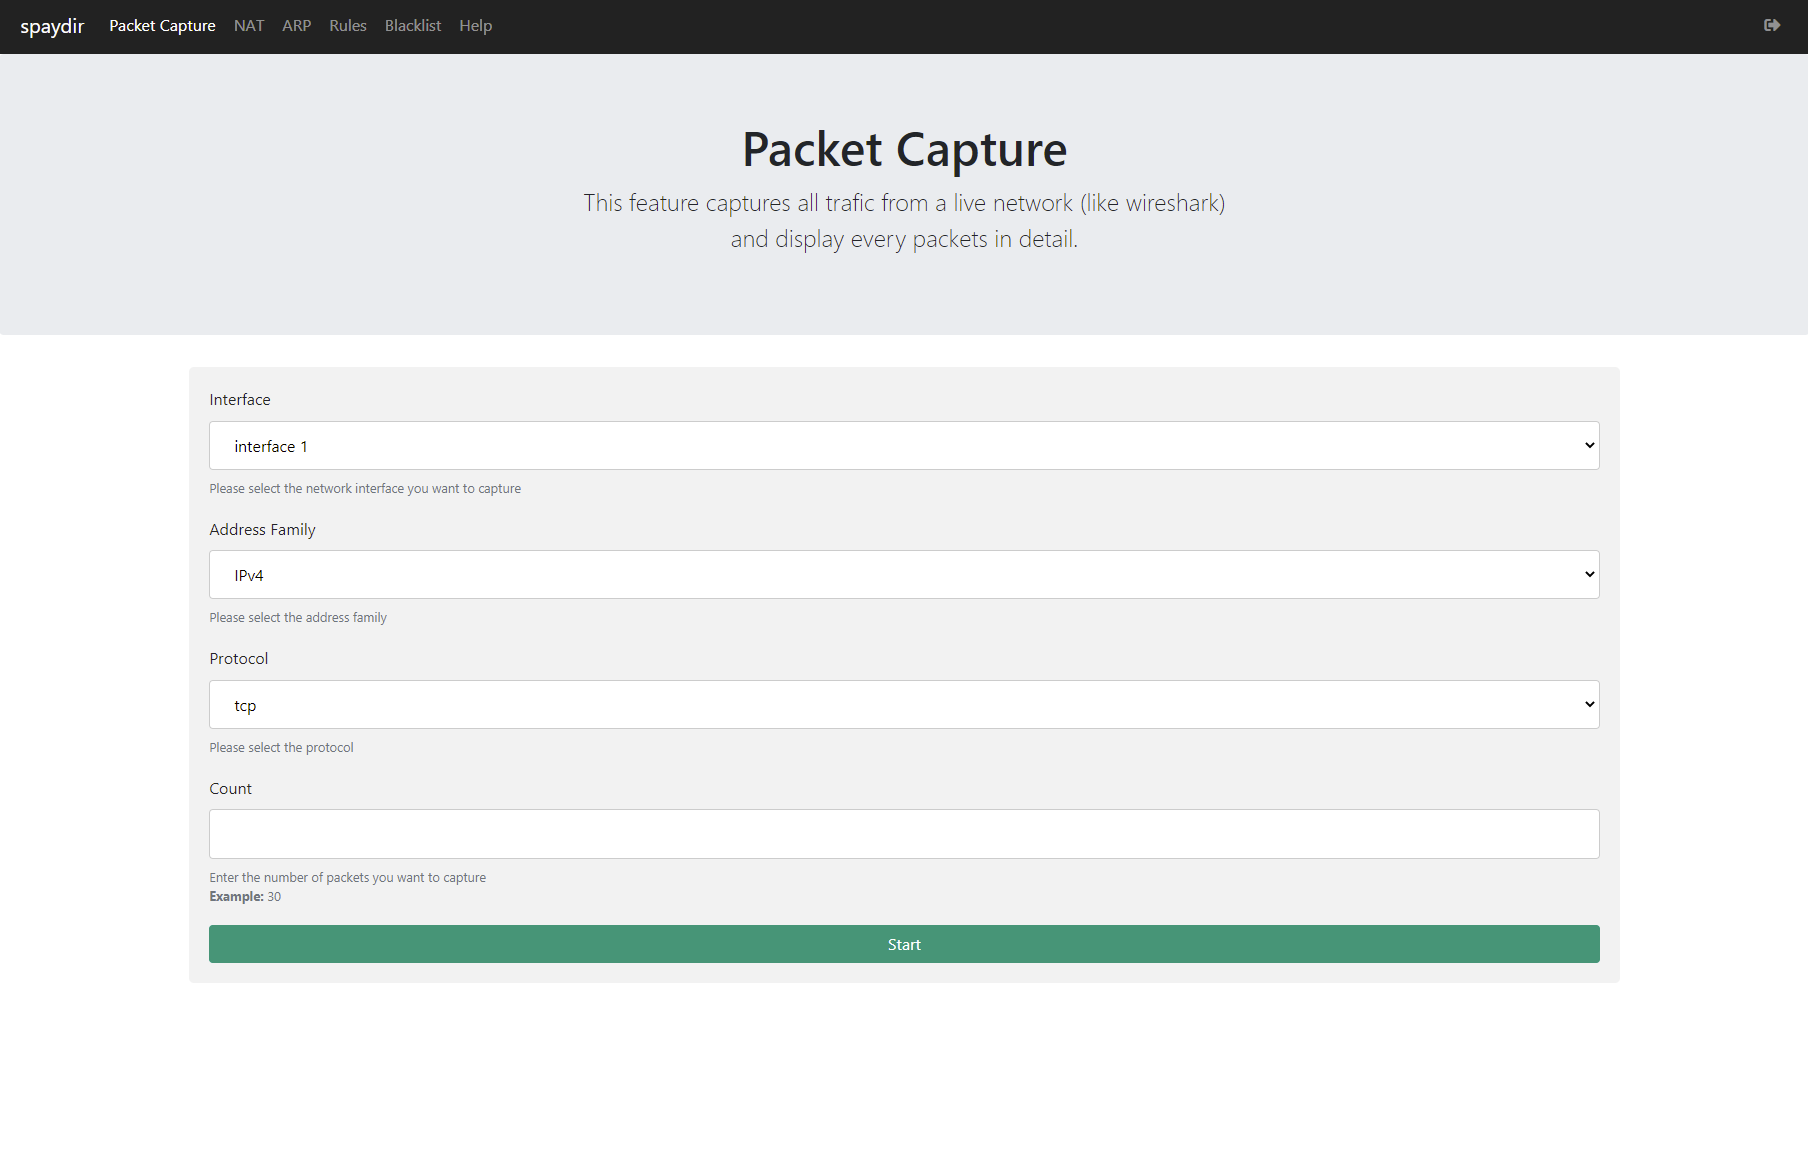 spaydir Packet Capture NAT ARP Rules Blacklist Help
Packet Capture
This feature captures all trafic from a live network (like wireshark)
and display every packets in detail.
Interface
interface 1
Please select the network interface you want to capture
Address Family
IPv4
Please select the address family
Protocol
tcp
Please select the protocol
Count
Enter the number of packets you want to capture
Example: 30
Start